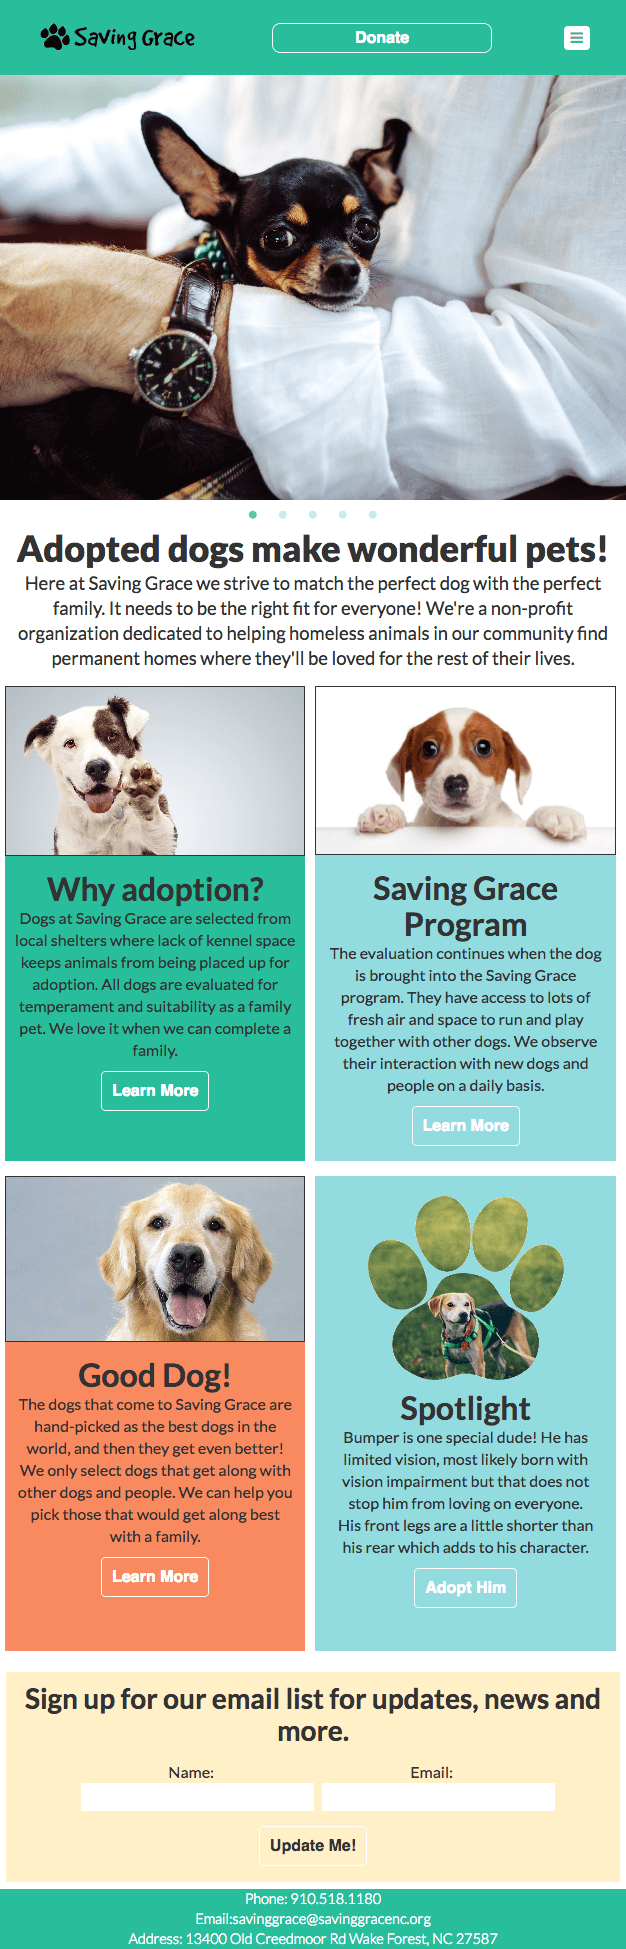 Saving Grace
Donate
Adopted dogs make wonderful pets!
Here at Saving Grace we strive to match the perfect dog with the perfect
family. It needs to be the right fit for everyone! We're a non-profit
organization dedicated to helping homeless animals in our community find
permanent homes where they'll be loved for the rest of their lives.
Why adoption?
Dogs at Saving Grace are selected from
local shelters where lack of kennel space
keeps animals from being placed up for
adoption. All dogs are evaluated for
temperament and suitability as a family
pet. We love it when we can complete a
family.
Learn More
Saving Grace
Program
The evaluation continues when the dog
is brought into the Saving Grace
program. They have access to lots of
fresh air and space to run and play
together with other dogs. We observe
their interaction with new dogs and
people on a daily basis.
Learn More
Good Dog!
The dogs that come to Saving Grace are
hand-picked as the best dogs in the
world, and then they get even better!
We only select dogs that get along with
other dogs and people. We can help you
pick those that would get along best
with a family.
Learn More
Spotlight
Bumper is one special dude! He has
limited vision, most likely born with
vision impairment but that does not
stop him from loving on everyone.
His front legs are a little shorter than
his rear which adds to his character.
Adopt Him
Sign up for our email list for updates, news and
more.
Name:
Email:
Update Me!
Phone: 910.518.1180
Email:savinggrace@savinggracenc.org
Address: 13400 Old Creedmoor Rd Wake Forest, NC 27587